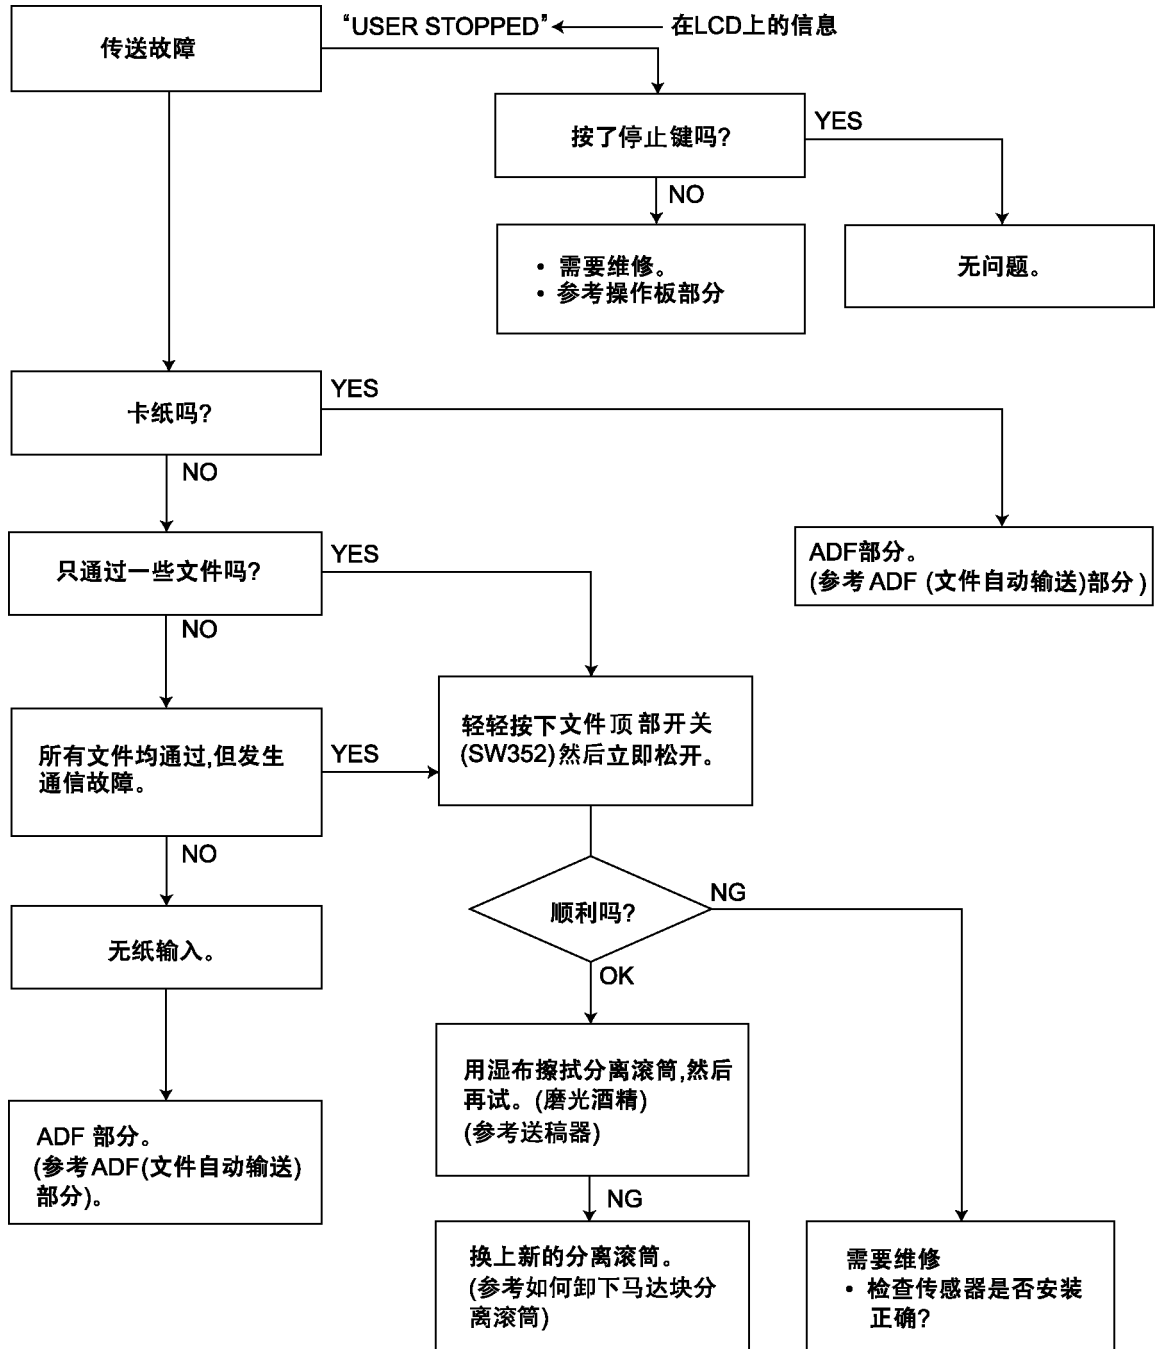 传送故障
“USER STOPPED”
在LCD上的信息
按了停止键吗?
YES
NO
• 需要维修。
• 参考操作板部分
无问题。
卡纸吗?
YES
NO
ADF部分。
(参考ADF (文件自动输送)部分)
只通过一些文件吗?
YES
NO
轻轻按下文件顶部开关
(SW352)然后立即松开。
所有文件均通过,但发生
通信故障。
YES
NO
顺利吗?
NG
OK
无纸输入。
用湿布擦拭分离滚筒,然后
再试。(磨光酒精)
(参考送稿器)
ADF 部分。
(参考ADF(文件自动输送)
部分)。
NG
换上新的分离滚筒。
(参考如何卸下马达块分
离滚筒)
需要维修
• 检查传感器是否安装
正确?